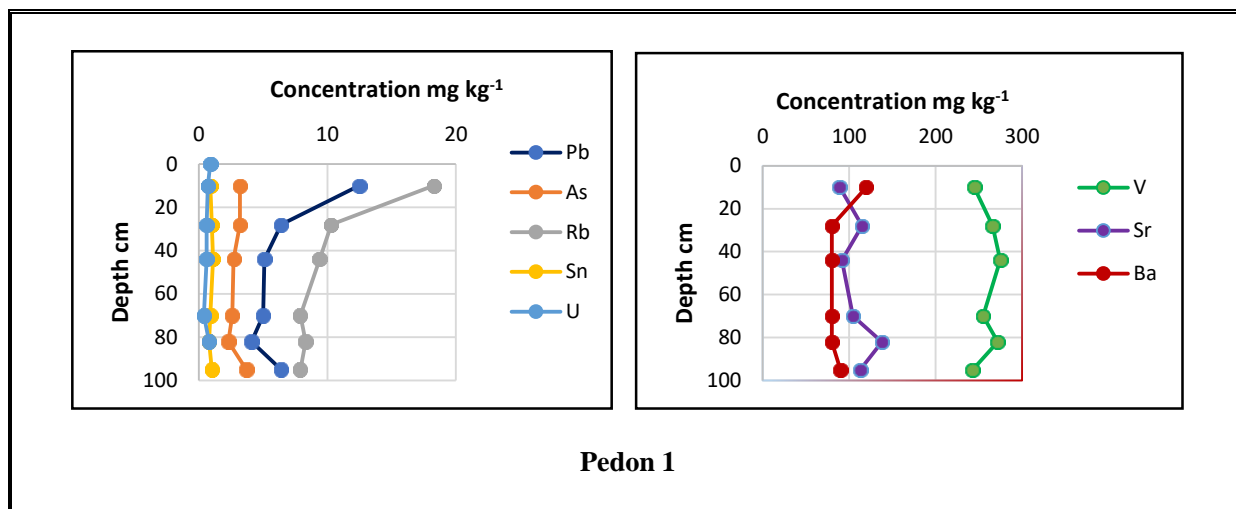 Concentration mg kg-1
0 10 20
0
20
40
60
80
100
Depth cm
Pb
As
Rb
Sn
U
Concentration mg kg-1
0 100 200 300
0
20
40
60
80
100
Depth cm
V
Sr
Ba
Pedon 1